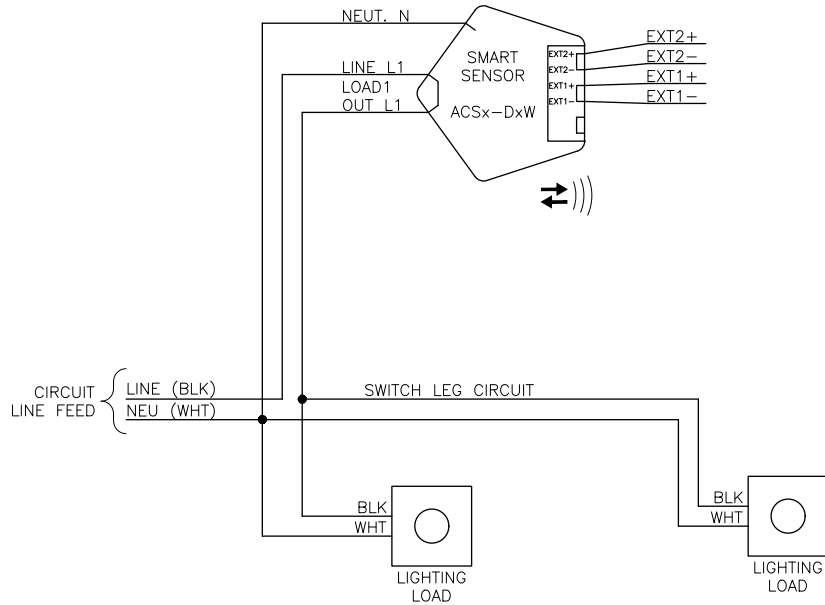 NEUT. N
LINE L1
LOAD1
OUT L1
SMART
SENSOR
ACSx-DxW
EXT2+
EXT2-
EXT1+
EXT1-
EXT2+
EXT2-
EXT1+
EXT1-
CIRCUIT
LINE FEED
LINE (BLK)
NEU (WHT)
SWITCH LEG CIRCUIT
BLK
WHT
LIGHTING
LOAD
BLK
WHT
LIGHTING
LOAD